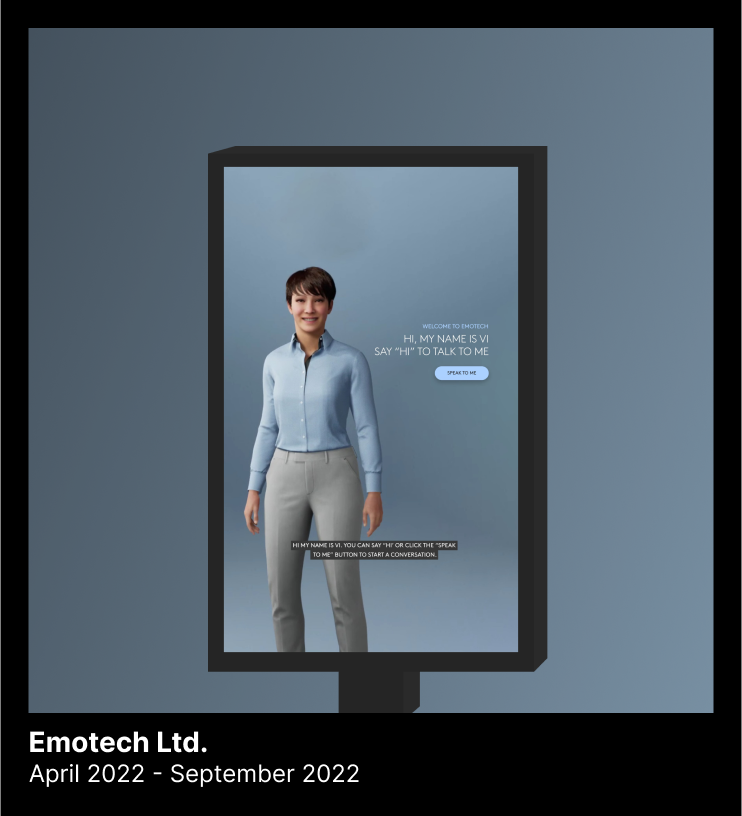 WELCOME TO EMOTECH
HI, MY NAME IS VI
SAY “HI” TO TALK TO ME
SPEAK TO ME
HI MY NAME IS VI. YOU CAN SAY “HI’ OR CLICK THE “SPEAK
TO ME” BUTTON TO START A CONVERSATION.
Emotech Ltd.
April 2022 - September 2022